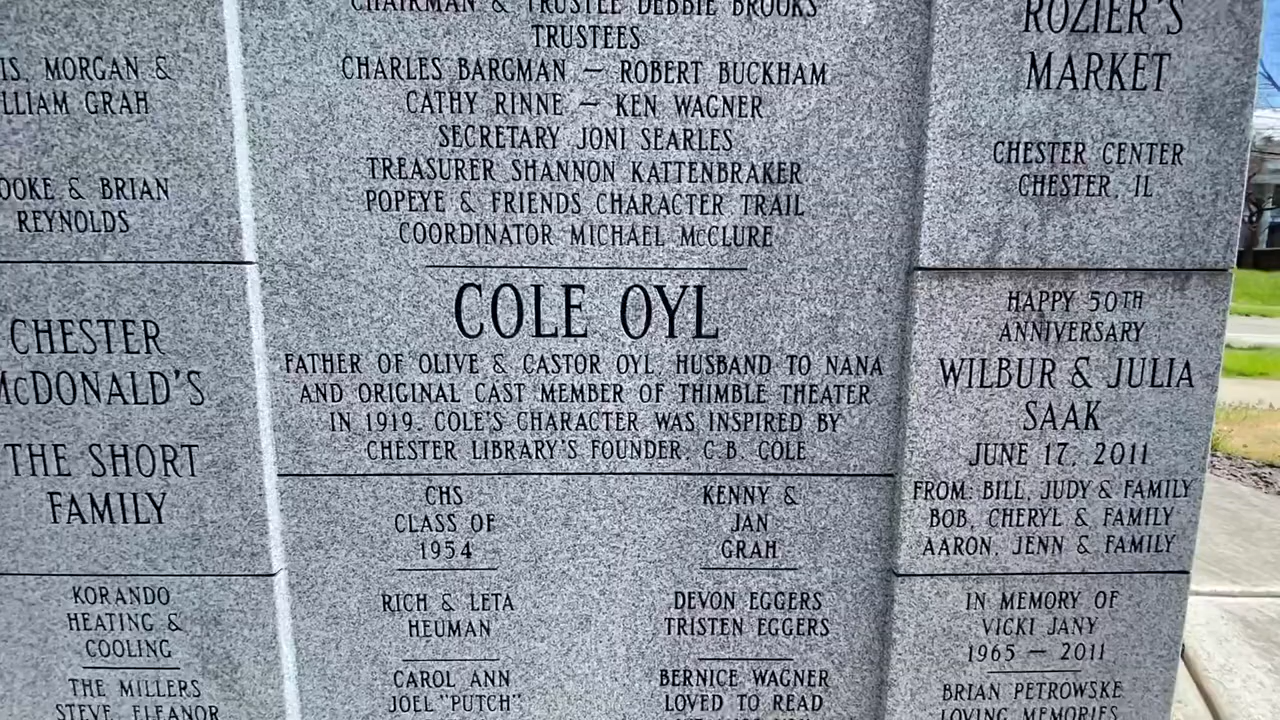 IS, MORGAN &
LLIAM GRAH
OOKE & BRIAN
REYNOLDS
CHESTER
McDONALD'S
THE SHORT
FAMILY
KORANDO
HEATING &
COOLING
THE MILLERS
STEVE, ELEANOR
CHAIRMAN & TRUSTEE DEBBIE BROOKS
TRUSTEES
CHARLES BARGMAN — ROBERT BUCKHAM
CATHY RINNE — KEN WAGNER
SECRETARY JONI SEARLES
TREASURER SHANNON KATTENBRAKER
POPEYE & FRIENDS CHARACTER TRAIL
COORDINATOR MICHAEL McCLURE
COLE OYL
FATHER OF OLIVE & CASTOR OYL, HUSBAND TO NANA
AND ORIGINAL CAST MEMBER OF THIMBLE THEATER
IN 1919. COLE'S CHARACTER WAS INSPIRED BY
CHESTER LIBRARY'S FOUNDER, C.B. COLE
CHS
CLASS OF
1954
RICH & LETA
HEUMAN
CAROL ANN
JOEL "PUTCH"
KENNY &
JAN
GRAH
DEVON EGGERS
TRISTEN EGGERS
BERNICE WAGNER
LOVED TO READ
ROZIER'S
MARKET
CHESTER CENTER
CHESTER, IL
HAPPY 50TH
ANNIVERSARY
WILBUR & JULIA
SAAK
JUNE 17, 2011
FROM: BILL, JUDY & FAMILY
BOB, CHERYL & FAMILY
AARON, JENN & FAMILY
IN MEMORY OF
VICKI JANY
1965 — 2011
BRIAN PETROWSKE
LOVING MEMORIES